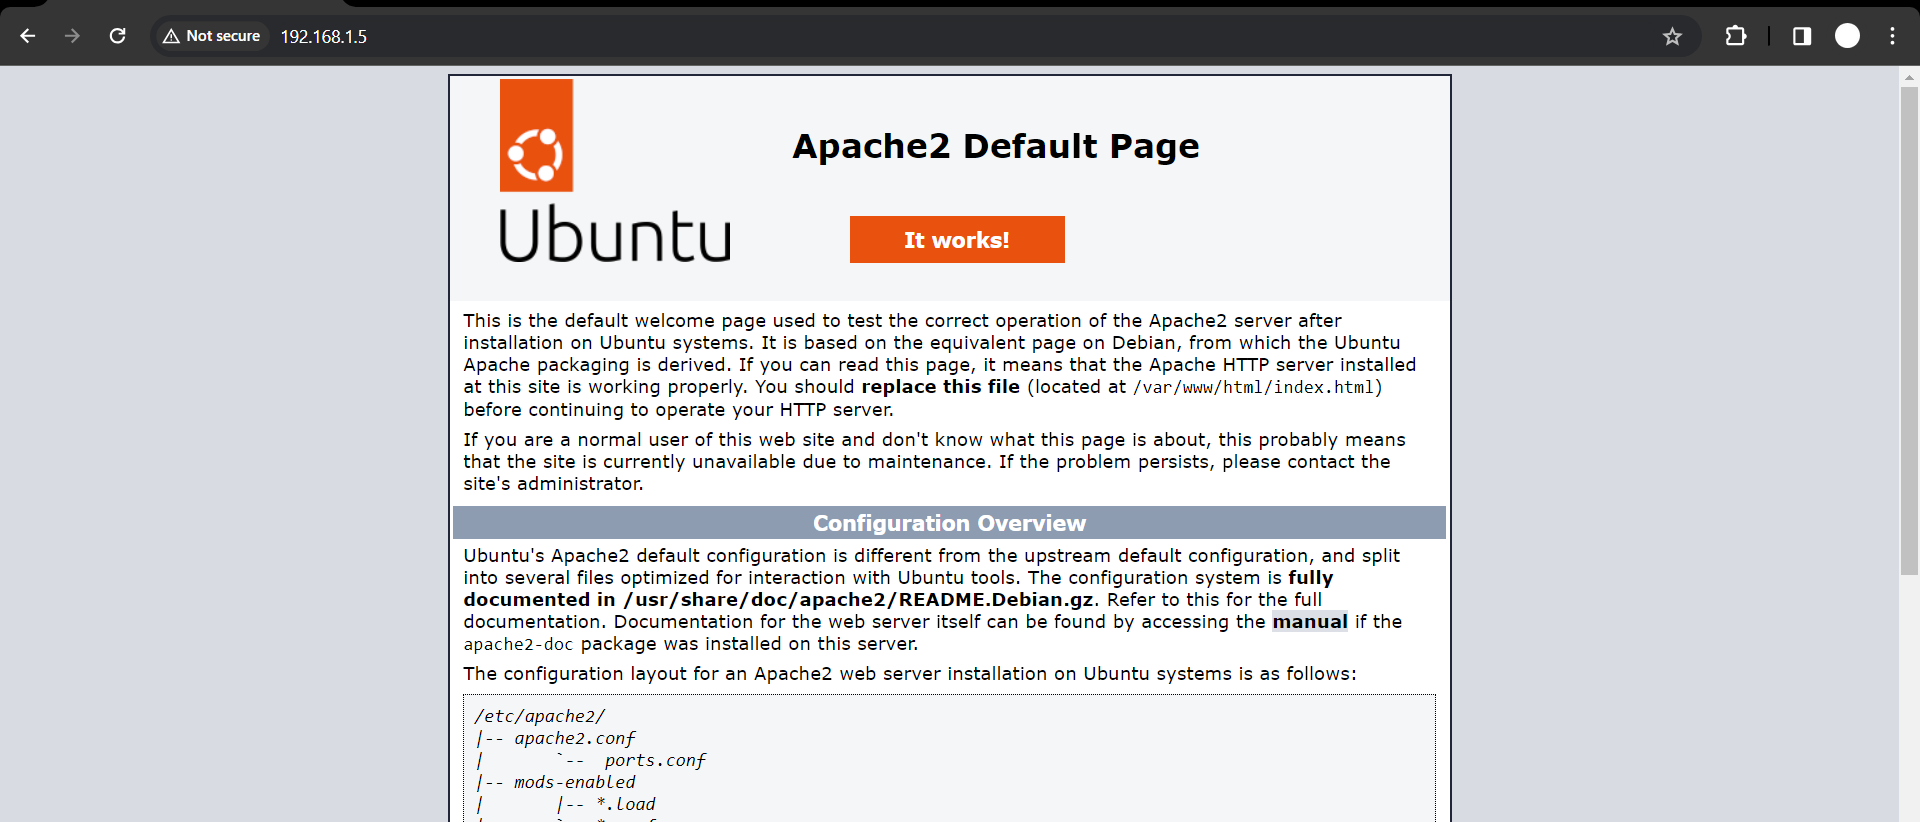 Not secure 192.168.1.5
Apache2 Default Page
Ubuntu
It works!
This is the default welcome page used to test the correct operation of the Apache2 server after
installation on Ubuntu systems. It is based on the equivalent page on Debian, from which the Ubuntu
Apache packaging is derived. If you can read this page, it means that the Apache HTTP server installed
at this site is working properly. You should replace this file (located at /var/www/html/index.html)
before continuing to operate your HTTP server.
If you are a normal user of this web site and don't know what this page is about, this probably means
that the site is currently unavailable due to maintenance. If the problem persists, please contact the
site's administrator.
Configuration Overview
Ubuntu's Apache2 default configuration is different from the upstream default configuration, and split
into several files optimized for interaction with Ubuntu tools. The configuration system is fully
documented in /usr/share/doc/apache2/README.Debian.gz. Refer to this for the full
documentation. Documentation for the web server itself can be found by accessing the manual if the
apache2-doc package was installed on this server.
The configuration layout for an Apache2 web server installation on Ubuntu systems is as follows:
/etc/apache2/
|-- apache2.conf
|       `--  ports.conf
|-- mods-enabled
|       |-- *.load